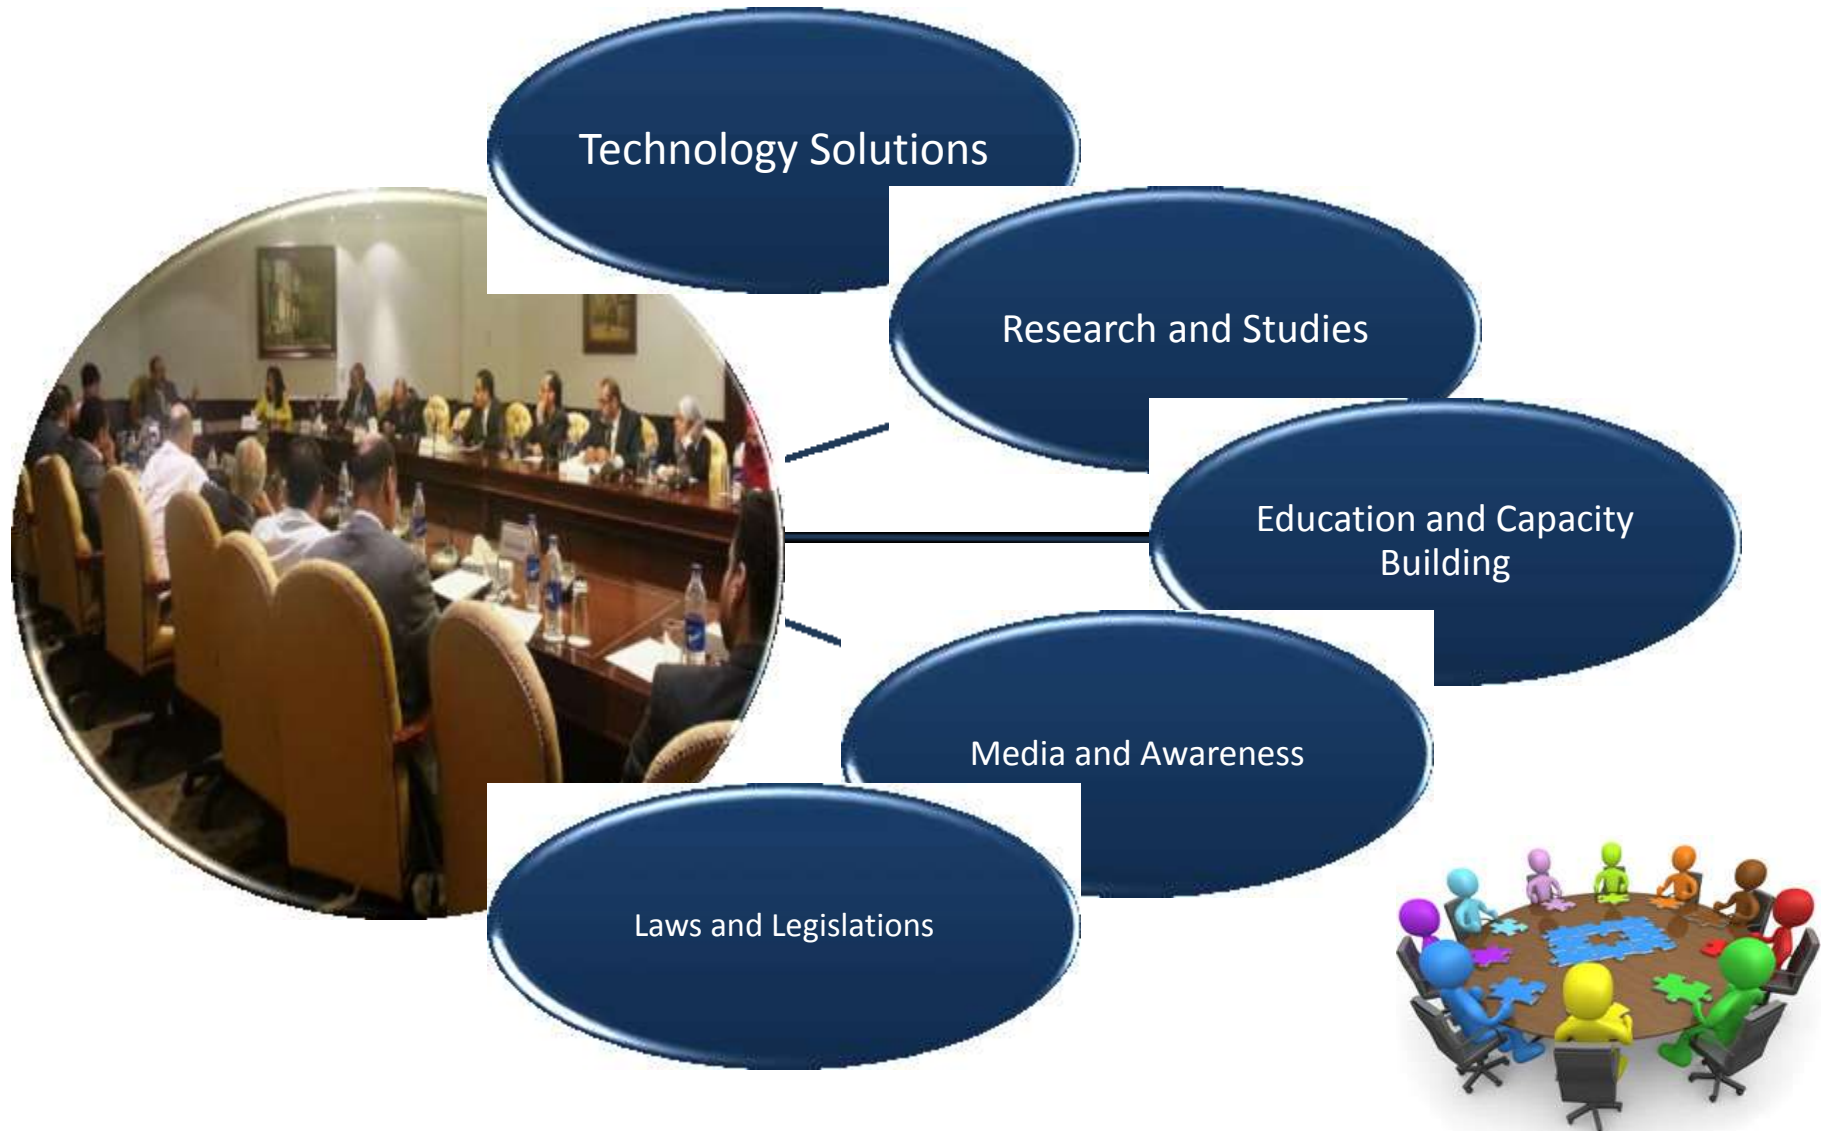 Technology Solutions
Research and Studies
Education and Capacity
Building
Media and Awareness
Laws and Legislations